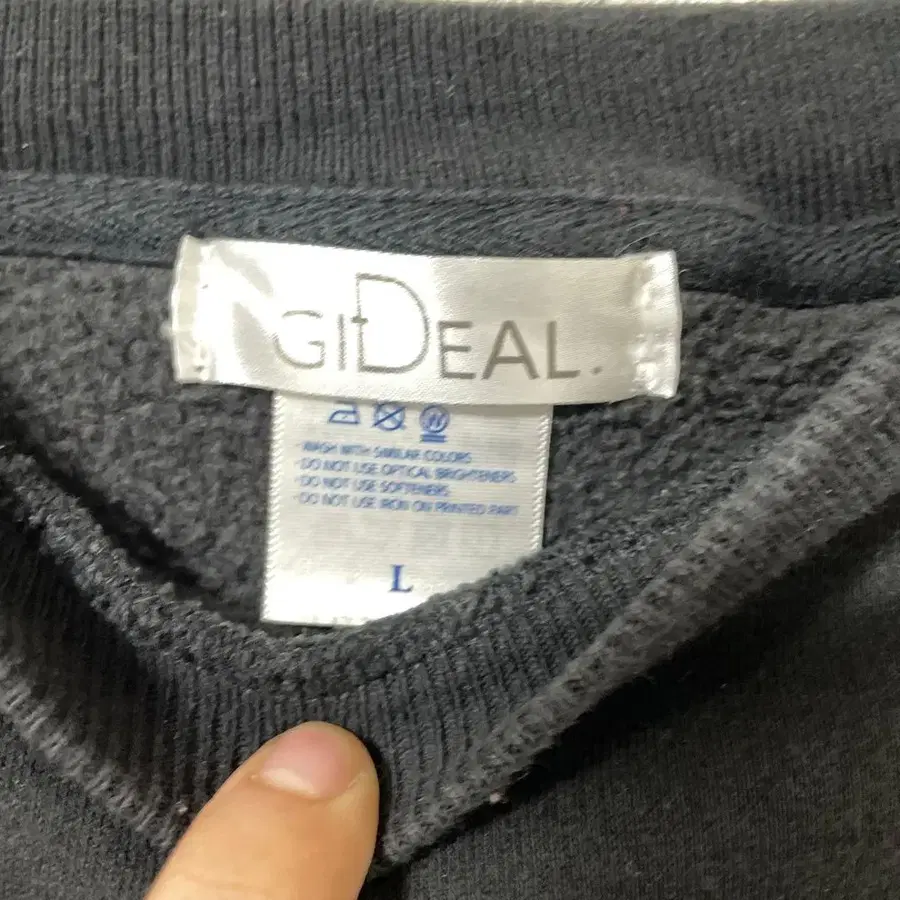 GIDEAL.
W
· WASH WITH SIMILAR COLORS
· DO NOT USE OPTICAL BRIGHTENERS
· DO NOT USE SOFTENERS
· DO NOT USE IRON ON PRINTED PART
L